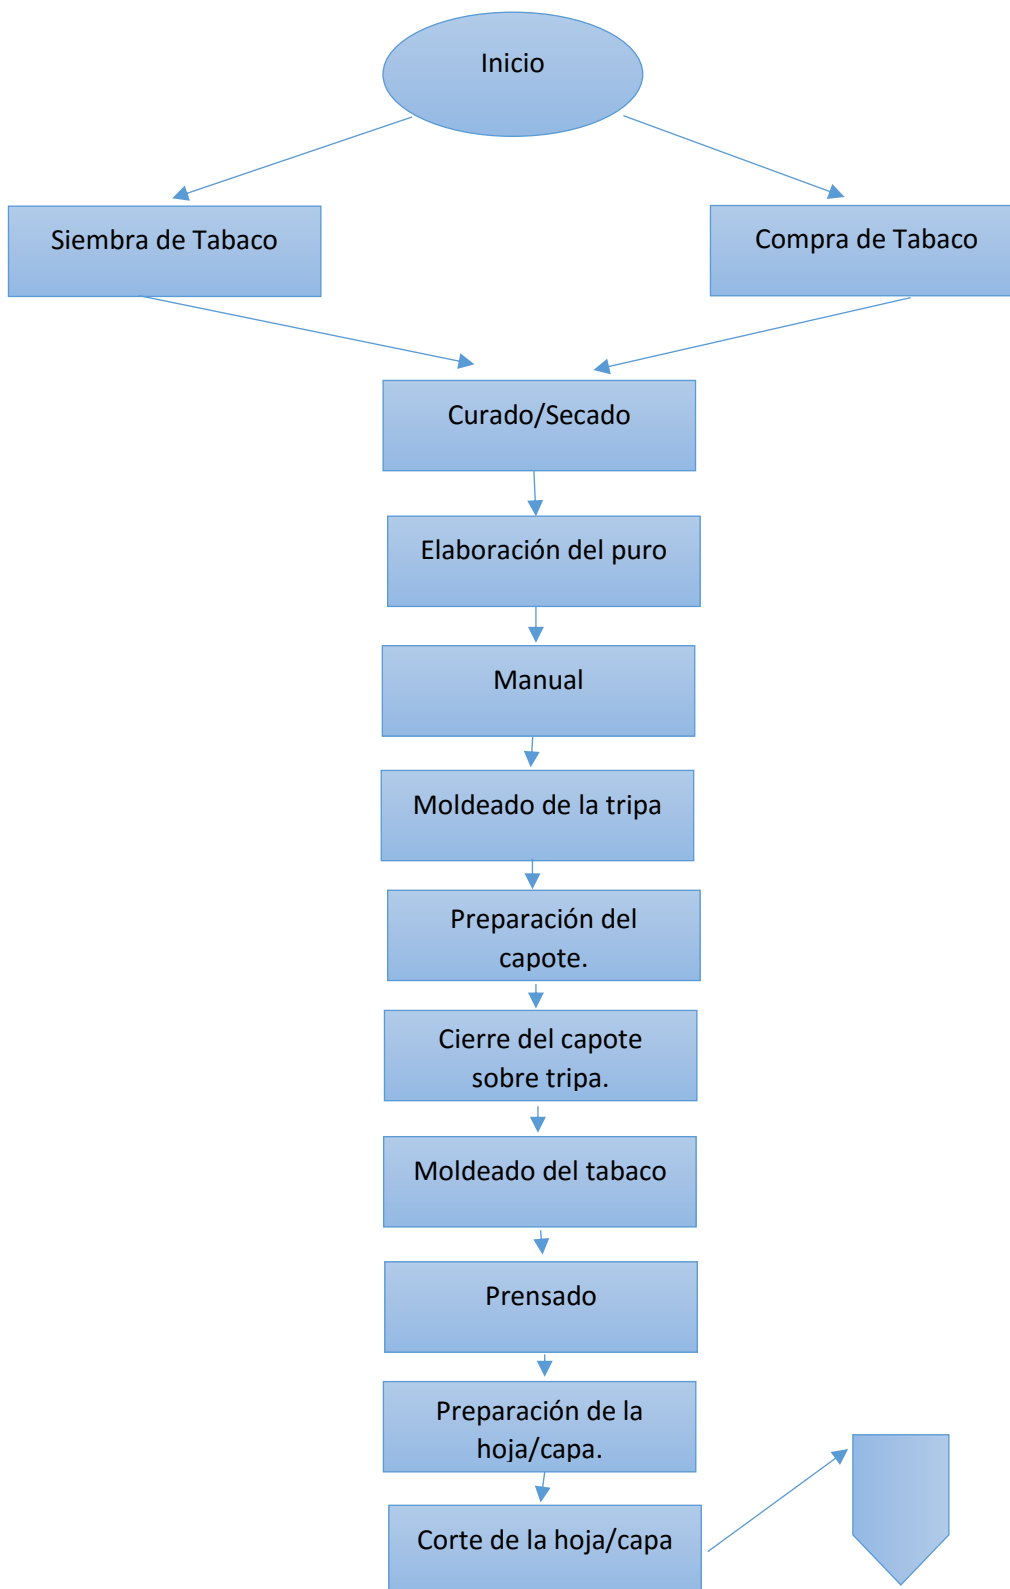 Inicio
Siembra de Tabaco
Compra de Tabaco
Curado/Secado
Elaboración del puro
Manual
Moldeado de la tripa
Preparación del
capote.
Cierre del capote
sobre tripa.
Moldeado del tabaco
Prensado
Preparación de la
hoja/capa.
Corte de la hoja/capa